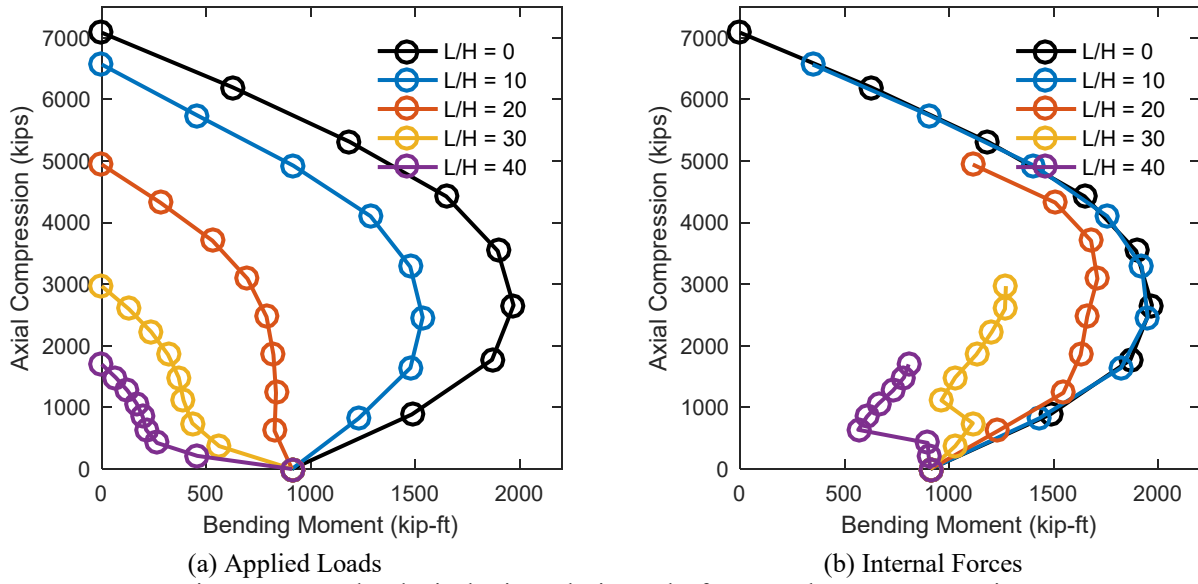 7000
6000
5000
4000
3000
2000
1000
0
Axial Compression (kips)
0 500 1000 1500 2000
Bending Moment (kip-ft)
L/H = 0
L/H = 10
L/H = 20
L/H = 30
L/H = 40
(a) Applied Loads
7000
6000
5000
4000
3000
2000
1000
0
Axial Compression (kips)
0 500 1000 1500 2000
Bending Moment (kip-ft)
L/H = 0
L/H = 10
L/H = 20
L/H = 30
L/H = 40
(b) Internal Forces